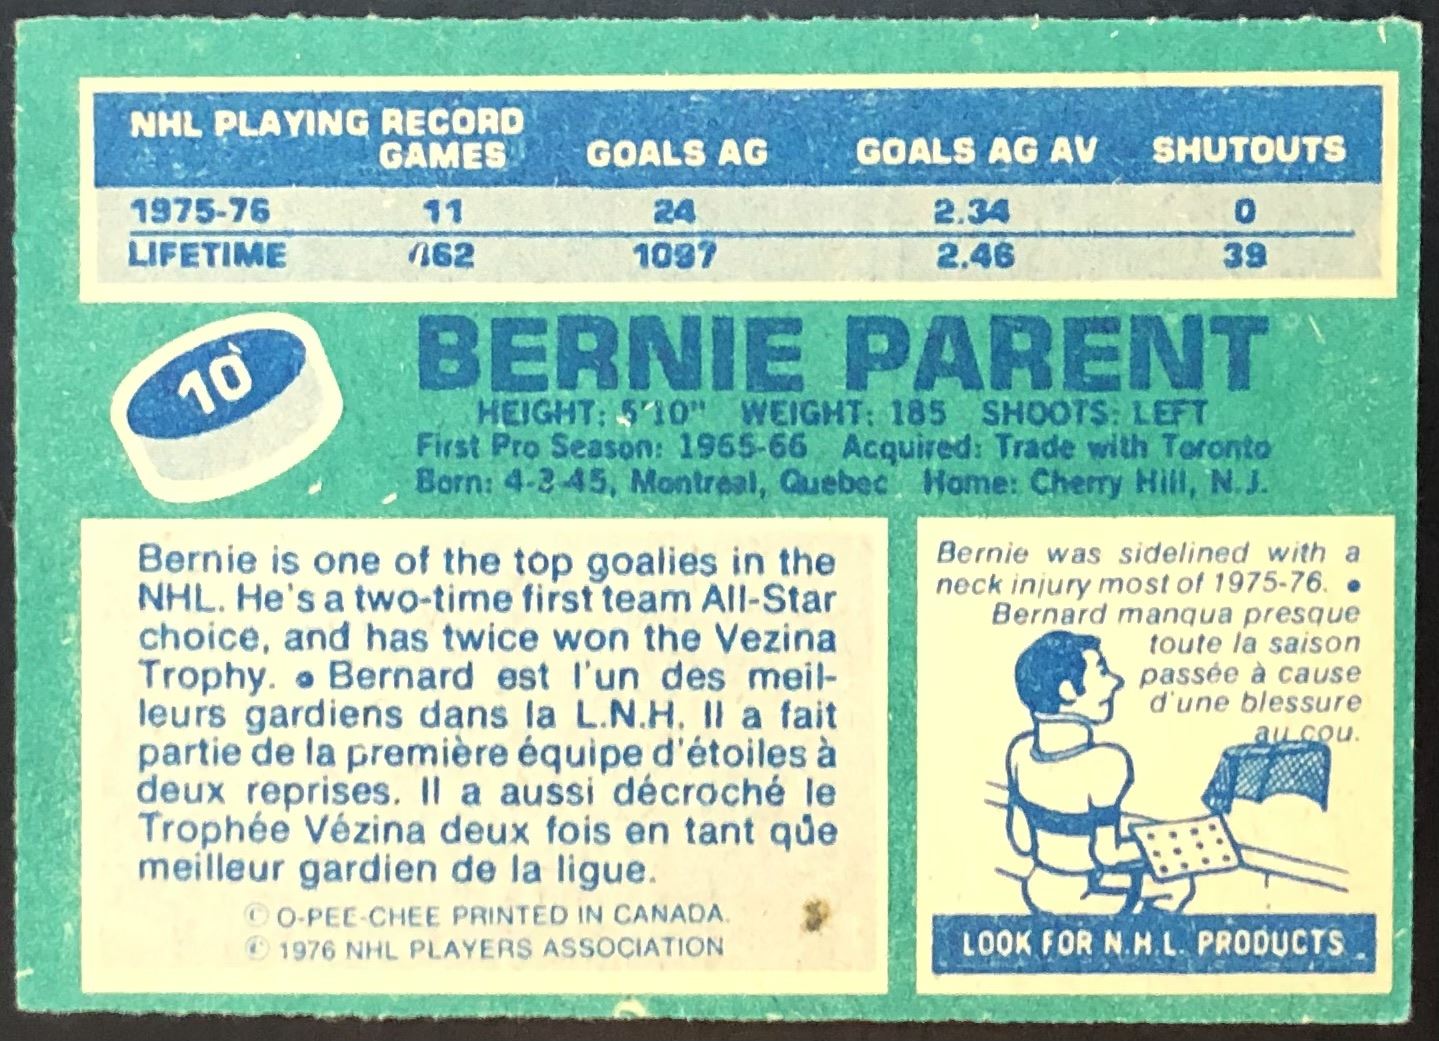 NHL PLAYING RECORD
GAMES GOALS AG GOALS AG AV SHUTOUTS
1975-76 11 24 2.34 0
LIFETIME 462 1097 2.46 39
10
BERNIE PARENT
HEIGHT: 5'10" WEIGHT: 185 SHOOTS: LEFT
First Pro Season: 1965-66 Acquired: Trade with Toronto
Born: 4-3-45, Montreal, Quebec Home: Cherry Hill, N.J.
Bernie is one of the top goalies in the
NHL. He's a two-time first team All-Star
choice, and has twice won the Vezina
Trophy. • Bernard est l'un des meil-
leurs gardiens dans la L.N.H. Il a fait
partie de la première équipe d'étoiles à
deux reprises. Il a aussi décroché le
Trophée Vézina deux fois en tant que
meilleur gardien de la ligue.
© O-PEE-CHEE PRINTED IN CANADA.
© 1976 NHL PLAYERS ASSOCIATION
Bernie was sidelined with a
neck injury most of 1975-76. •
Bernard manqua presque
toute la saison
passée à cause
d'une blessure
au cou.
LOOK FOR N.H.L. PRODUCTS